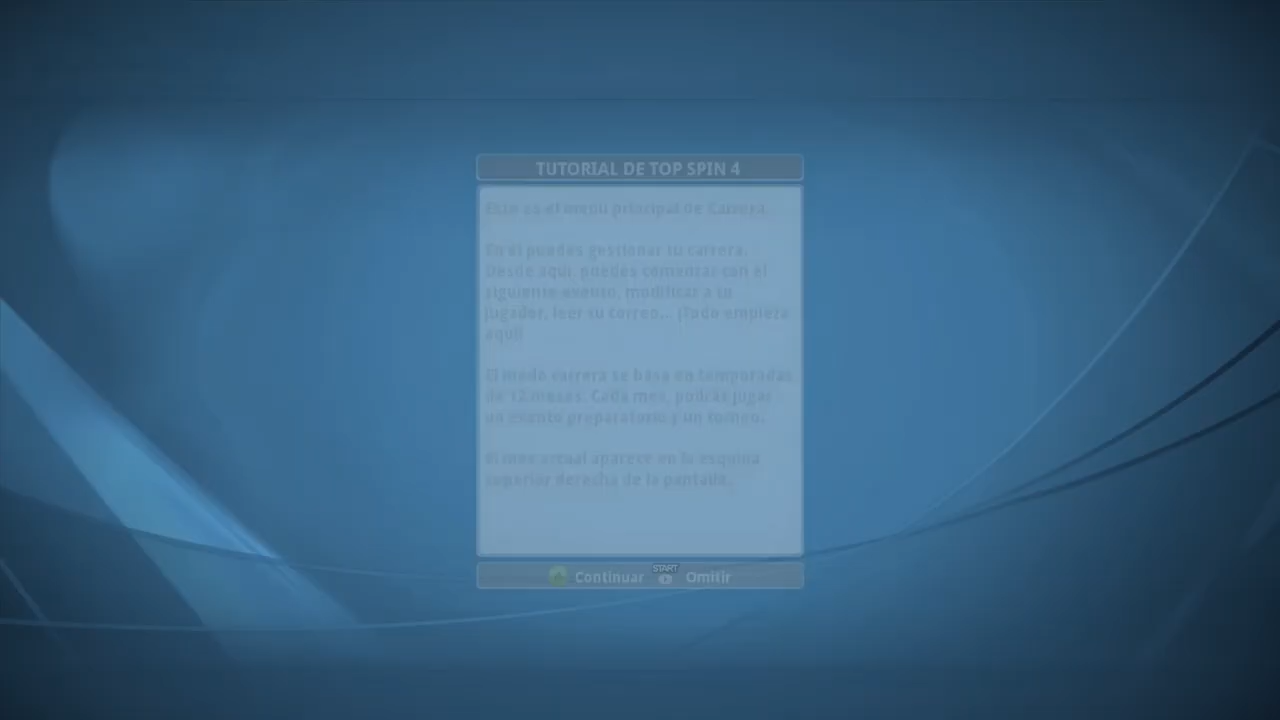 TUTORIAL DE TOP SPIN 4
Este es el menú principal de Carrera.
En él puedes gestionar tu carrera.
Desde aquí, puedes comenzar con el
siguiente evento, modificar a tu
jugador, leer tu correo... ¡Todo empieza
aquí!
El modo carrera se basa en temporadas
de 12 meses. Cada mes, podrás jugar
un evento preparatorio y un torneo.
El mes actual aparece en la esquina
superior derecha de la pantalla.
Continuar START Omitir